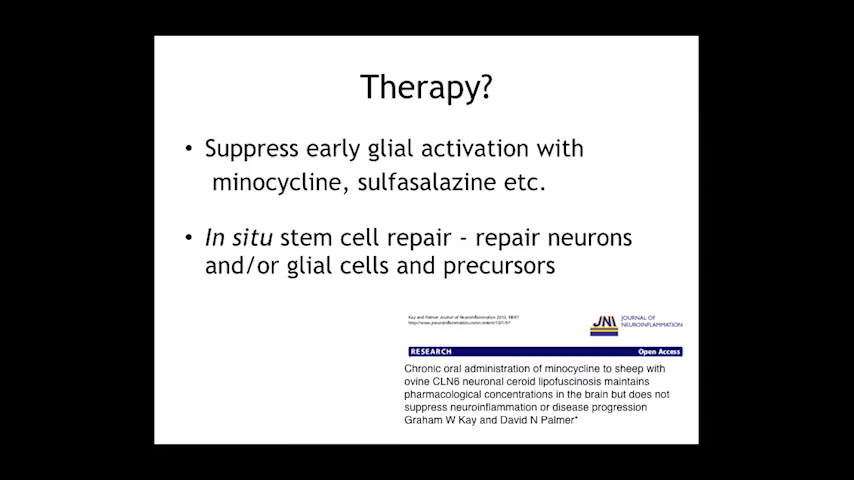 Therapy?
• Suppress early glial activation with
minocycline, sulfasalazine etc.
• In situ stem cell repair - repair neurons
and/or glial cells and precursors
Kay and Palmer Journal of Neuroinflammation 2013, 10:97
http://www.jneuroinflammation.com/content/10/1/97
JNI JOURNAL OF
NEUROINFLAMMATION
RESEARCH Open Access
Chronic oral administration of minocycline to sheep with
ovine CLN6 neuronal ceroid lipofuscinosis maintains
pharmacological concentrations in the brain but does not
suppress neuroinflammation or disease progression
Graham W Kay and David N Palmer*